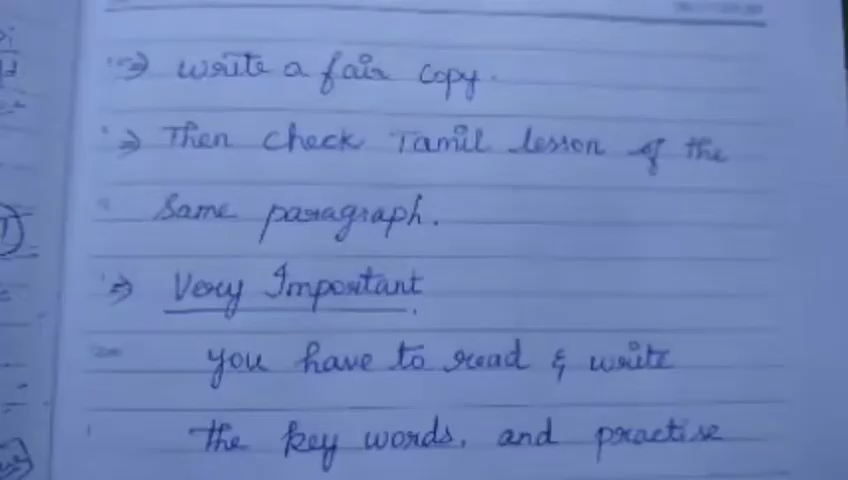 ⇒ Write a fair copy.
⇒ Then check Tamil lesson of the
same paragraph.
⇒ Very Important
you have to read & write
the key words, and practise